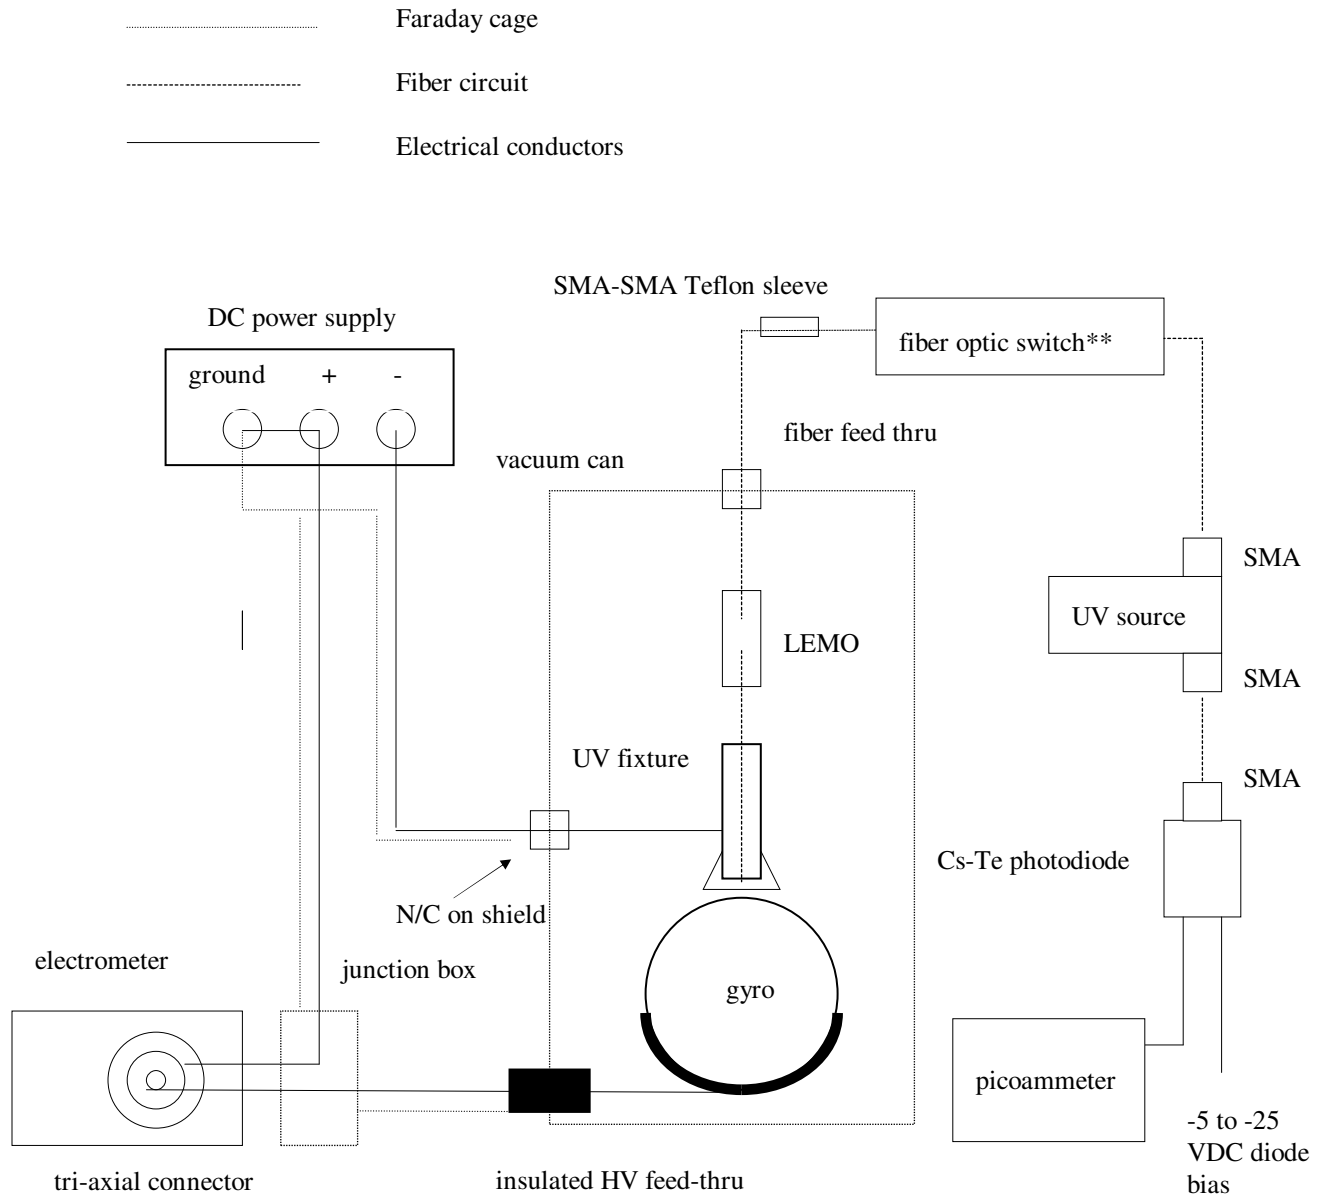 Faraday cage
Fiber circuit
Electrical conductors
SMA-SMA Teflon sleeve
DC power supply
fiber optic switch**
ground + -
fiber feed thru
vacuum can
SMA
UV source
LEMO
SMA
UV fixture
SMA
Cs-Te photodiode
N/C on shield
electrometer
junction box
gyro
picoammeter
-5 to -25
VDC diode
bias
tri-axial connector
insulated HV feed-thru